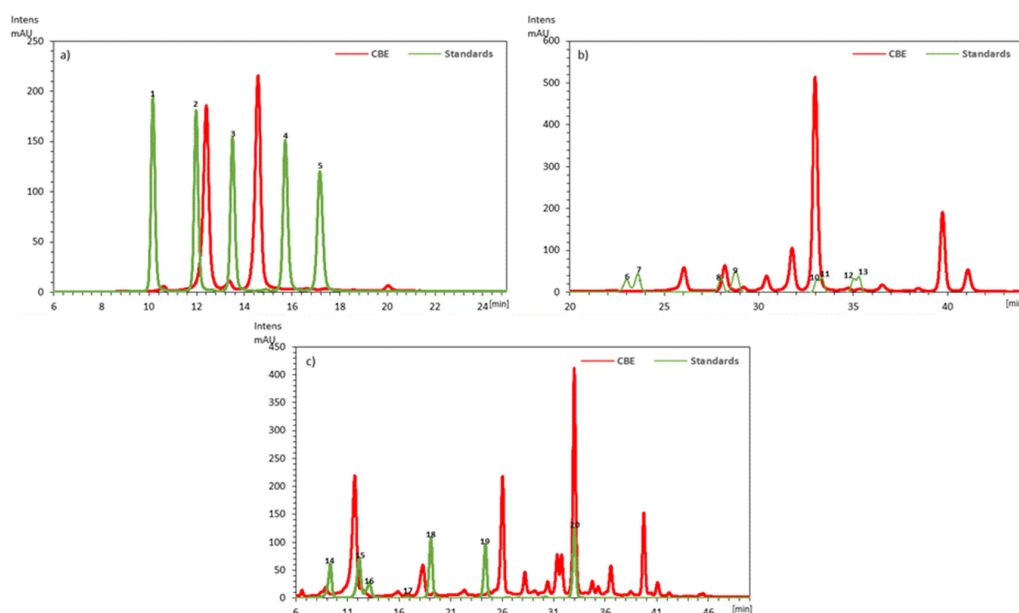 Intens
mAU
250
200
150
100
50
0
a)
CBE
Standards
1
2
3
4
5
6 8 10 12 14 16 18 20 22 24 [min]
Intens
mAU
600
500
400
300
200
100
0
b)
CBE
Standards
6
7
8
9
10
11
12
13
20 30 40 [min]
Intens
mAU
450
400
350
300
250
200
150
100
50
0
c)
CBE
Standards
14
15
16
17
18
19
20
6 11 16 21 26 31 36 41 46 [min]